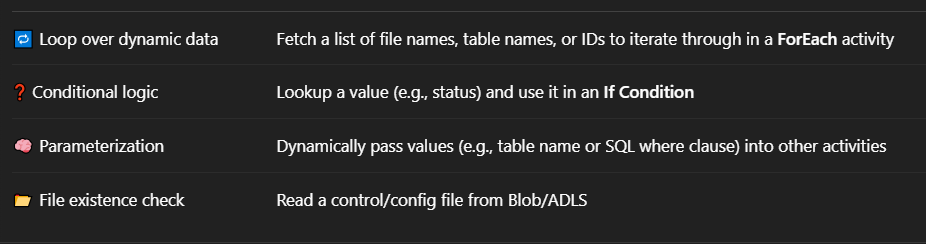 🔁 Loop over dynamic data Fetch a list of file names, table names, or IDs to iterate through in a ForEach activity
❓ Conditional logic Lookup a value (e.g., status) and use it in an If Condition
🧠 Parameterization Dynamically pass values (e.g., table name or SQL where clause) into other activities
📂 File existence check Read a control/config file from Blob/ADLS